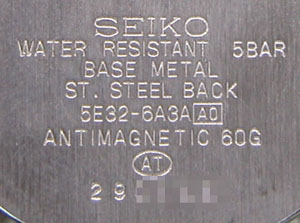 SEIKO
WATER RESISTANT 5BAR
BASE METAL
ST. STEEL BACK
5E32-6A3A A0
ANTIMAGNETIC 60G
AT
29